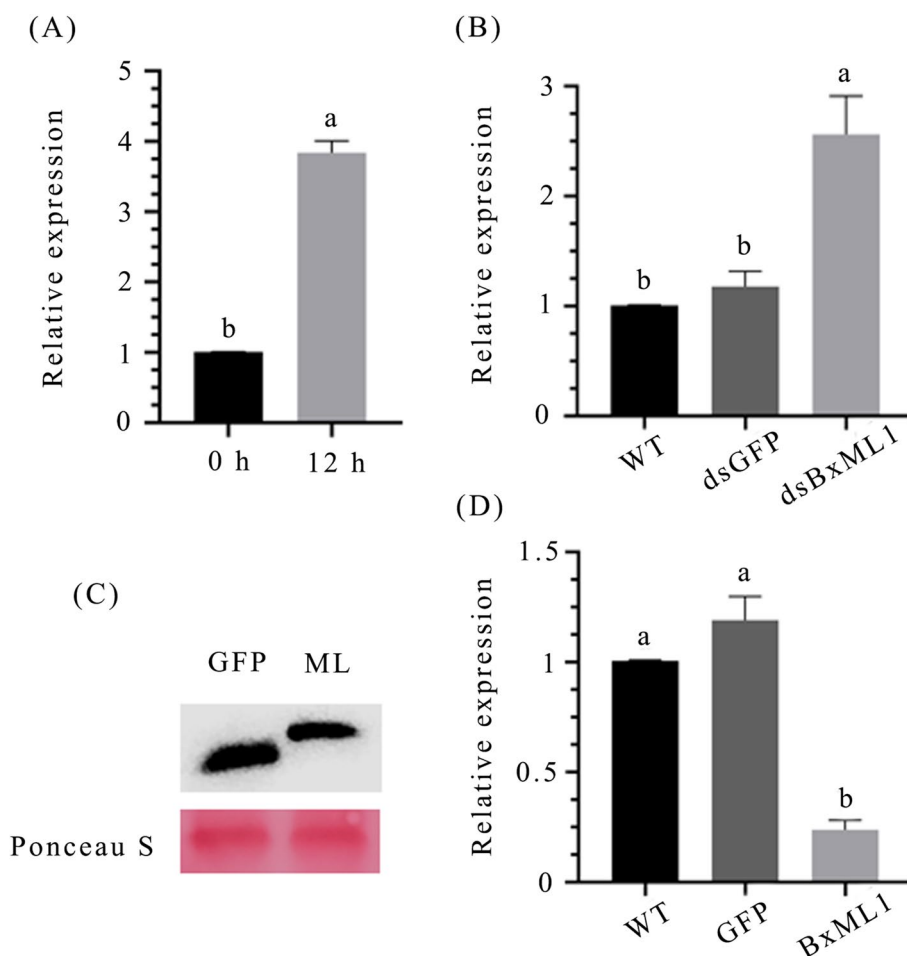 (A)
Relative expression
5
4
3
2
1
0
b
a
0 h
12 h
(B)
Relative expression
3
2
1
0
b
b
a
WT
dsGFP
dsBxML1
(C)
GFP ML
Ponceau S
(D)
Relative expression
1.5
1
0.5
0
a
a
b
WT
GFP
BxML1